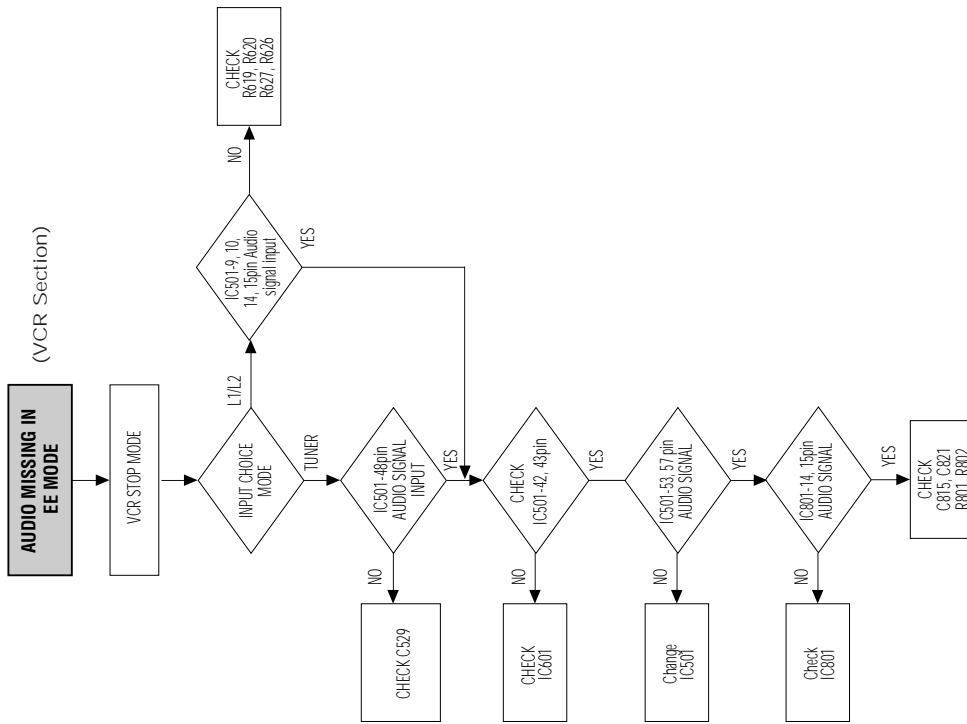 (VCR Section)
AUDIO MISSING IN
EE MODE
VCR STOP MODE
INPUT CHOICE
MODE
L1/L2
IC501-9, 10,
14, 15pin Audio
signal input
NO
CHECK
R619, R620
R627, R626
YES
TUNER
IC501-48pin
AUDIO SIGNAL
INPUT
NO
CHECK C529
YES
CHECK
IC501-42, 43pin
NO
CHECK
IC601
YES
IC501-53, 57 pin
AUDIO SIGNAL
NO
Change
IC501
YES
IC801-14, 15pin
AUDIO SIGNAL
NO
Check
IC801
YES
CHECK
C815, C821
R801, R802